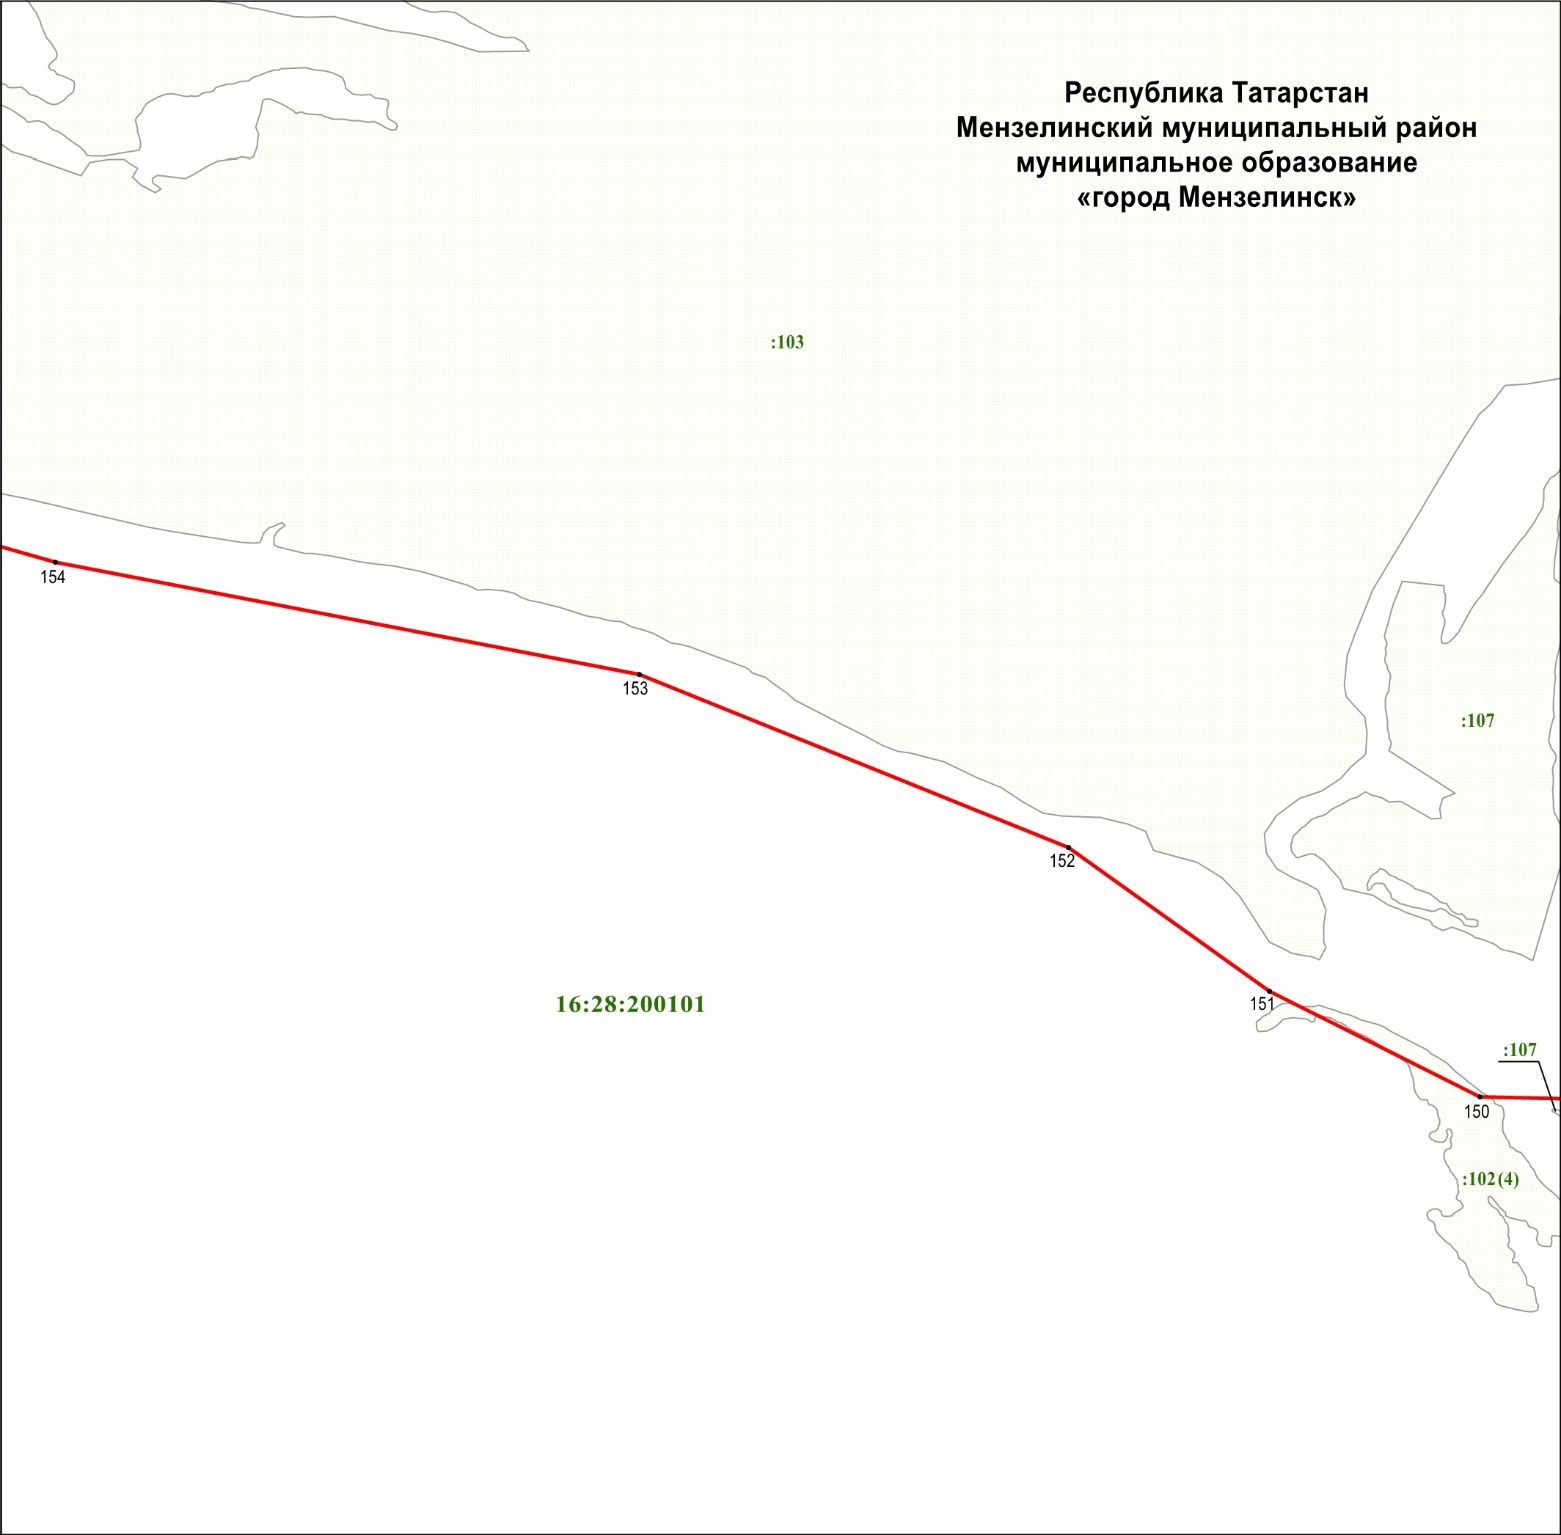 Республика Татарстан
Мензелинский муниципальный район
муниципальное образование
«город Мензелинск»
:103
154
153
:107
152
16:28:200101
151
:107
150
:102(4)